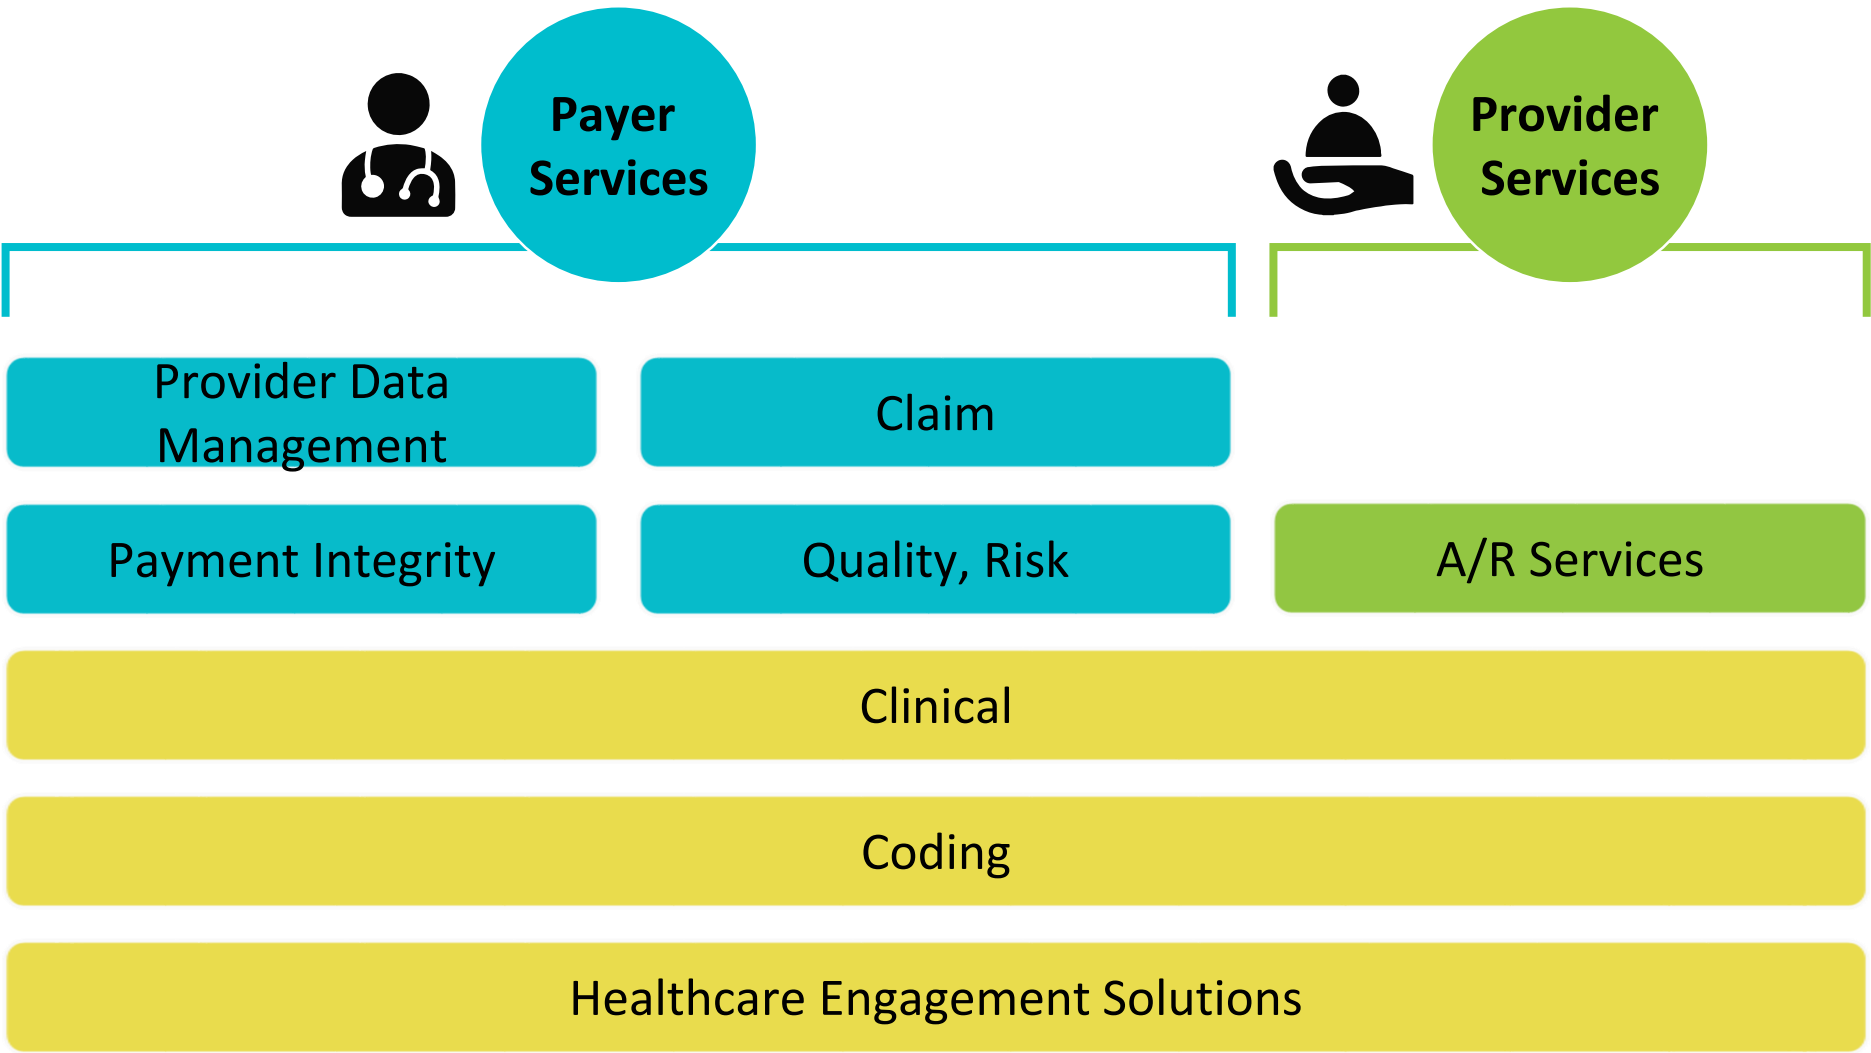 Payer
Services
Provider
Services
Provider Data
Management
Claim
Payment Integrity
Quality, Risk
A/R Services
Clinical
Coding
Healthcare Engagement Solutions